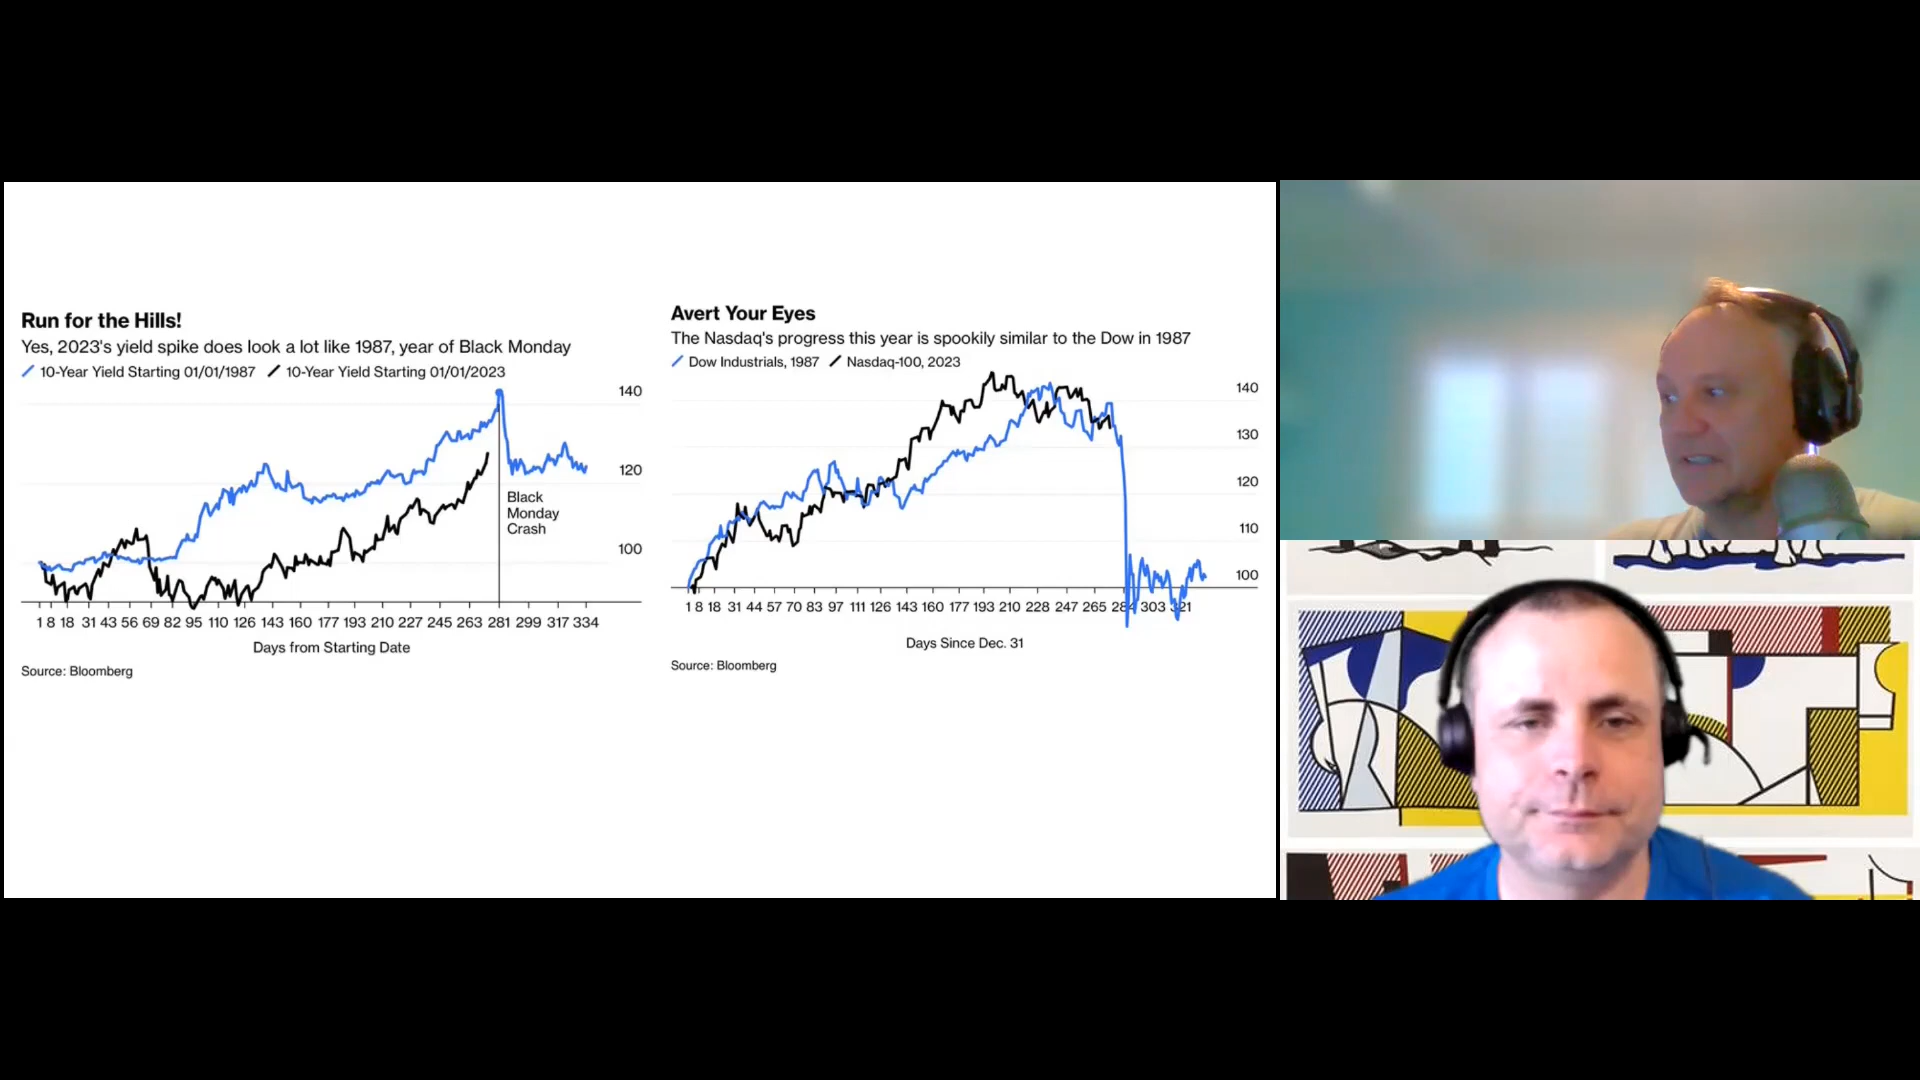 Run for the Hills!
Yes, 2023's yield spike does look a lot like 1987, year of Black Monday
10-Year Yield Starting 01/01/1987 10-Year Yield Starting 01/01/2023
140
120
Black
Monday
Crash
100
1 8 18 31 43 56 69 82 95 110 126 143 160 177 193 210 227 245 263 281 299 317 334
Days from Starting Date
Source: Bloomberg
Avert Your Eyes
The Nasdaq's progress this year is spookily similar to the Dow in 1987
Dow Industrials, 1987 Nasdaq-100, 2023
140
130
120
110
100
1 8 18 31 44 57 70 83 97 111 126 143 160 177 193 210 228 247 265 284 303 321
Days Since Dec. 31
Source: Bloomberg